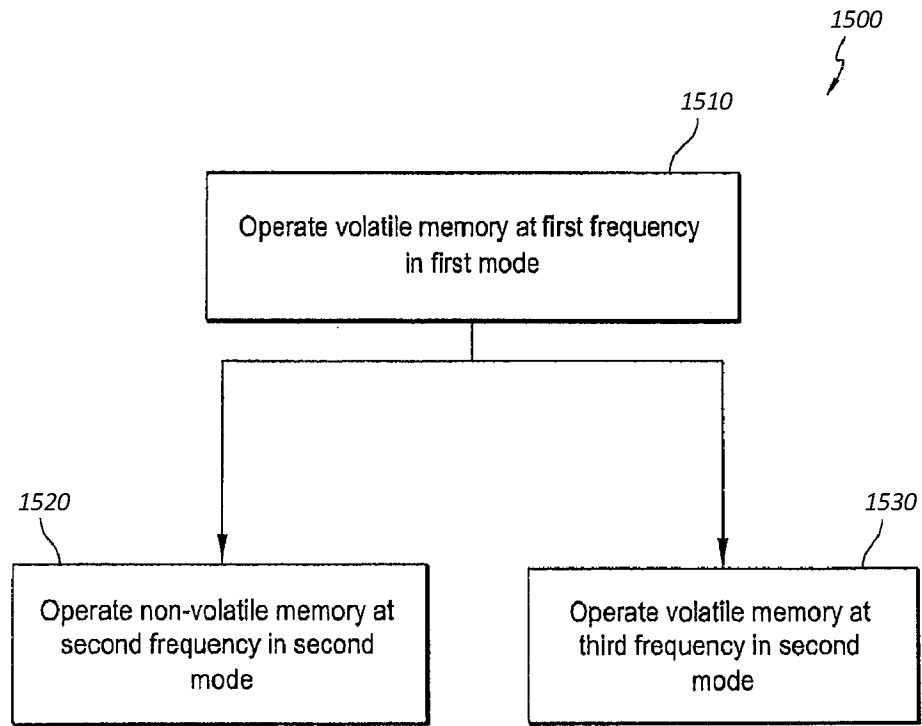 1500
1510
Operate volatile memory at first frequency
in first mode
1520
1530
Operate non-volatile memory at
second frequency in second
mode
Operate volatile memory at
third frequency in second
mode